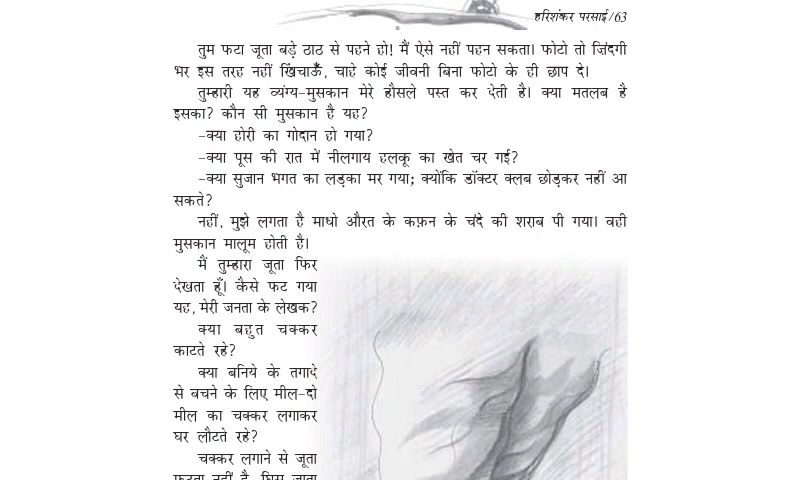 हरिशंकर परसाई/63
तुम फटा जूता बड़े ठाठ से पहने हो! मैं ऐसे नहीं पहन सकता। फोटो तो ज़िंदगी
भर इस तरह नहीं खिंचाऊँ, चाहे कोई जीवनी बिना फोटो के ही छाप दे।
तुम्हारी यह व्यंग्य-मुसकान मेरे हौसले पस्त कर देती है। क्या मतलब है
इसका? कौन सी मुसकान है यह?
-क्या होरी का गोदान हो गया?
-क्या पूस की रात में नीलगाय हलकू का खेत चर गई?
-क्या सुजान भगत का लड़का मर गया; क्योंकि डॉक्टर क्लब छोड़कर नहीं आ
सकते?
नहीं, मुझे लगता है माधो औरत के कफ़न के चंदे की शराब पी गया। वही
मुसकान मालूम होती है।
मैं तुम्हारा जूता फिर
देखता हूँ। कैसे फट गया
यह, मेरी जनता के लेखक?
क्या बहुत चक्कर
काटते रहे?
क्या बनिये के तगादे
से बचने के लिए मील-दो
मील का चक्कर लगाकर
घर लौटते रहे?
चक्कर लगाने से जूता
फटता नहीं है, घिस जाता